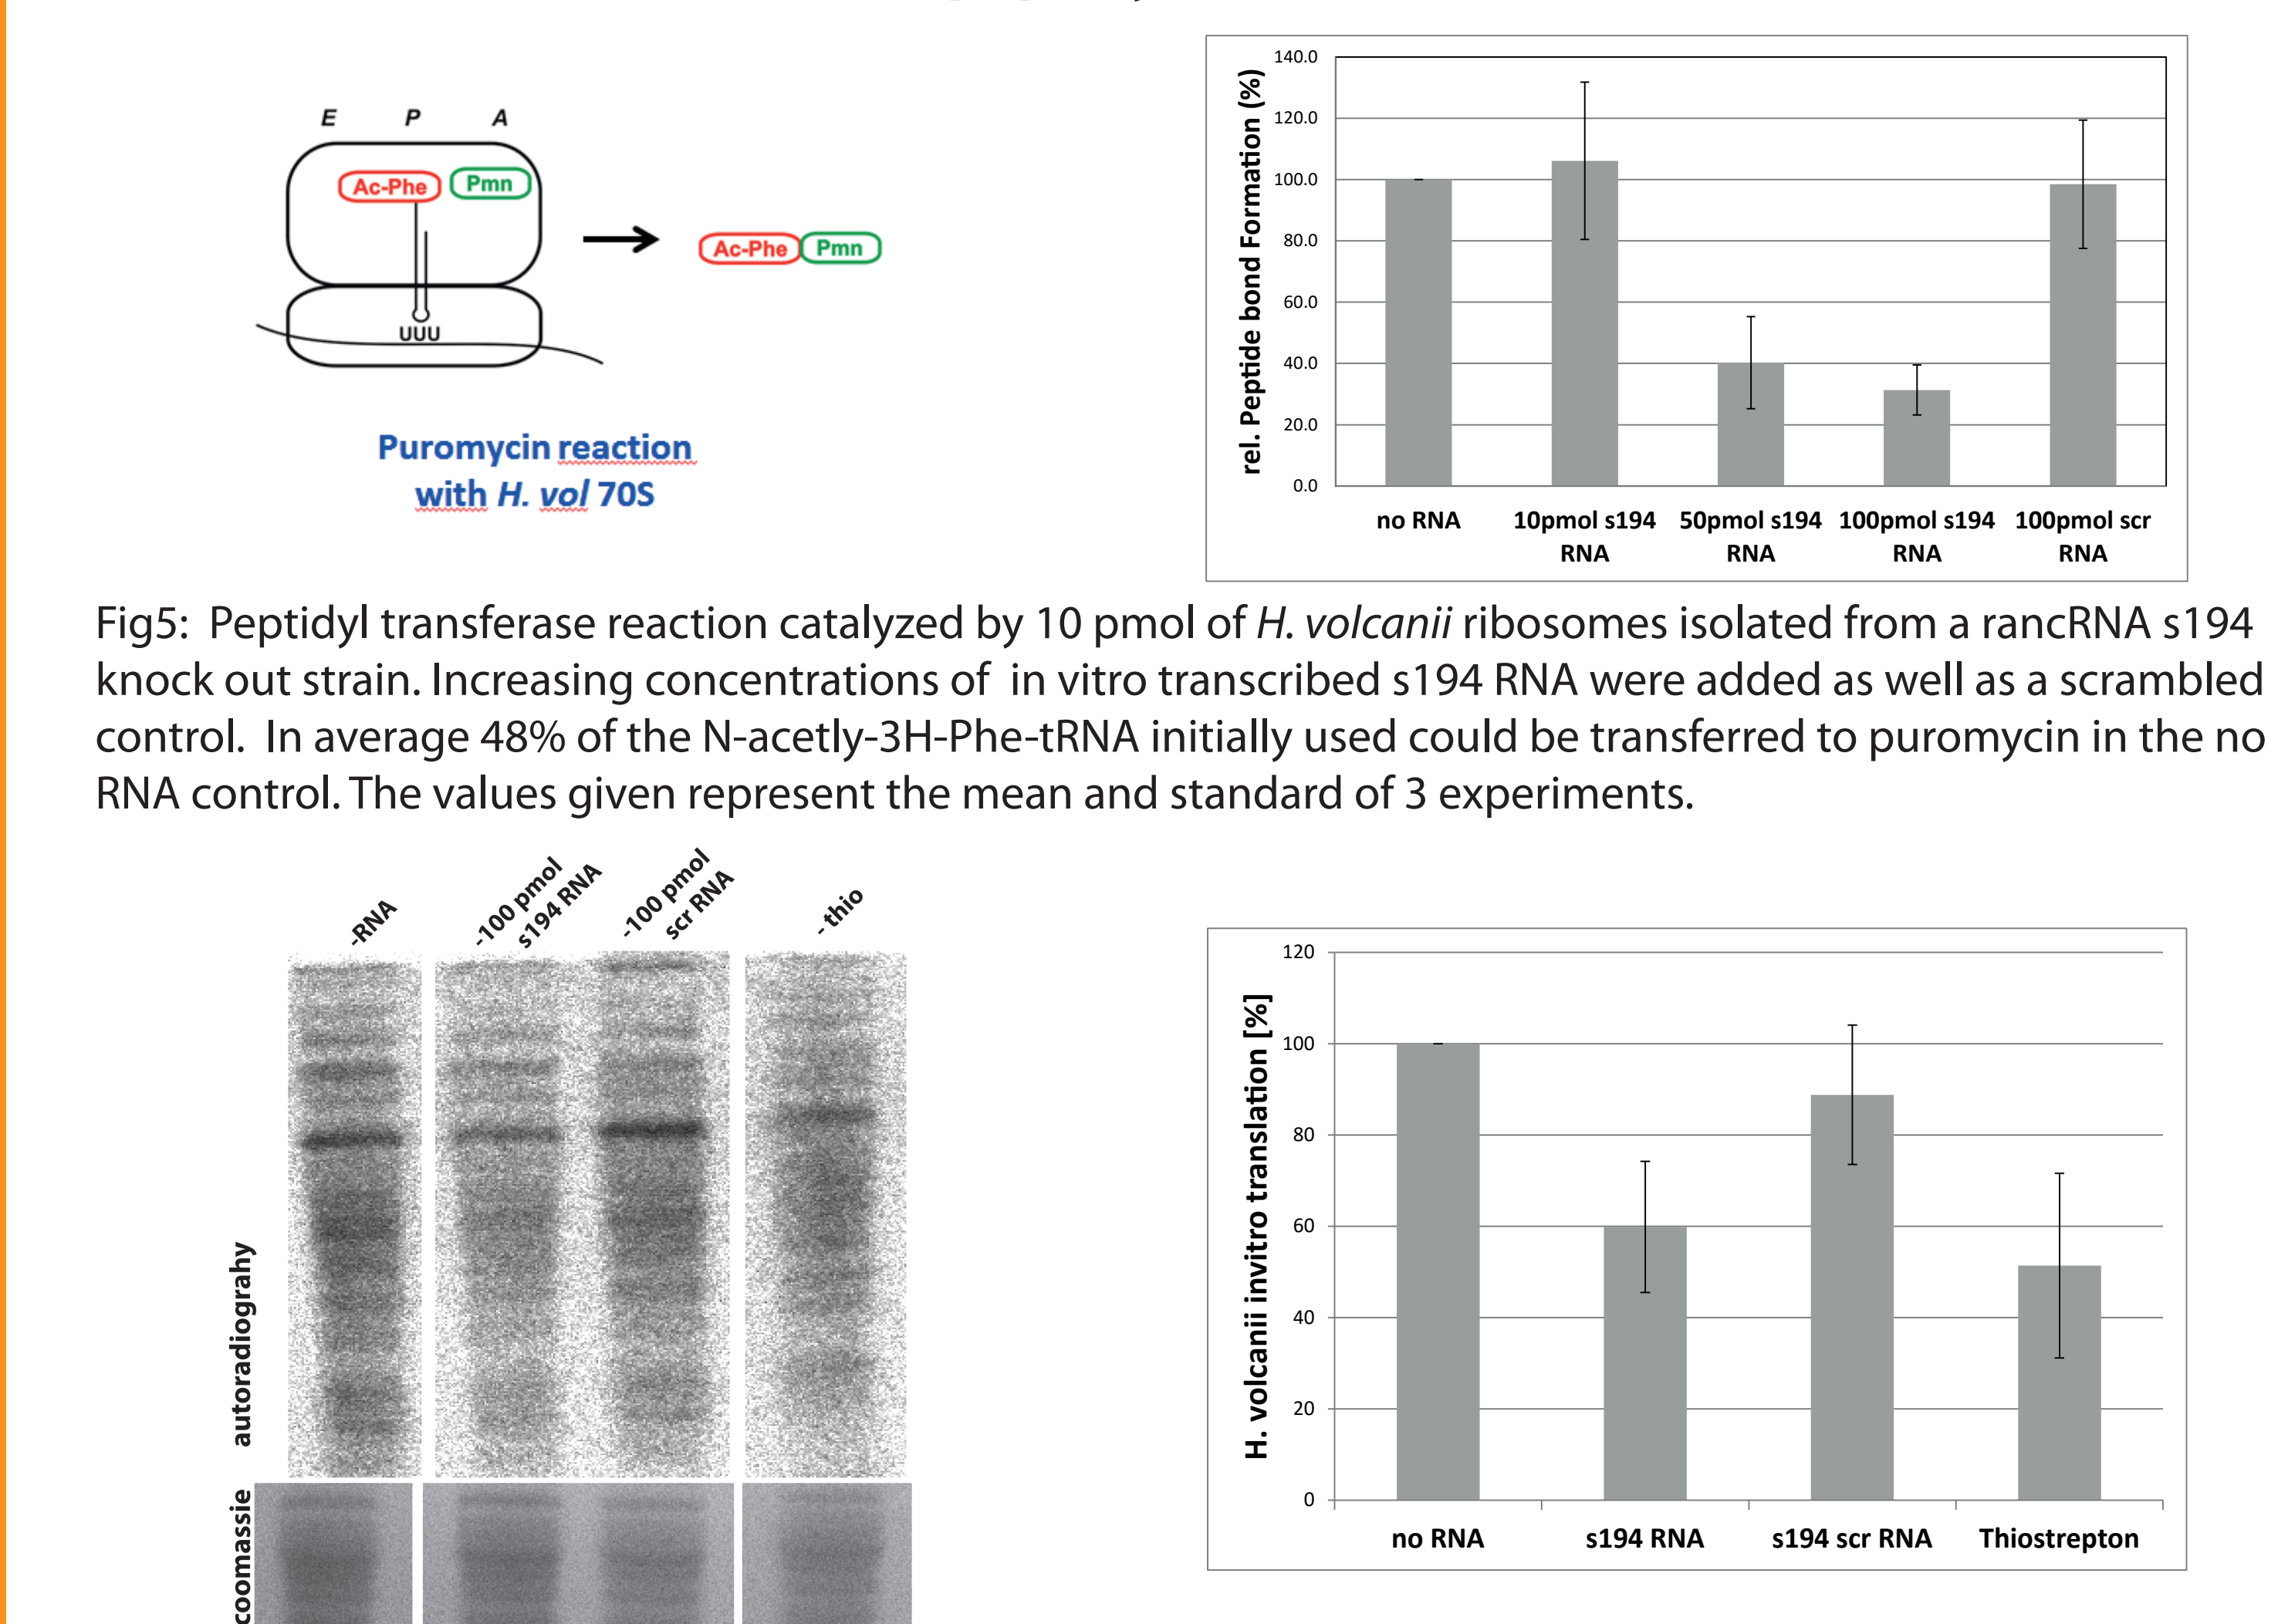 E P A
Ac-Phe Pmn
UUU
Ac-Phe Pmn
Puromycin reaction
with H. vol 70S
rel. Peptide bond Formation (%)
140.0
120.0
100.0
80.0
60.0
40.0
20.0
0.0
no RNA 10pmol s194 50pmol s194 100pmol s194 100pmol scr
RNA RNA RNA RNA
Fig5: Peptidyl transferase reaction catalyzed by 10 pmol of H. volcanii ribosomes isolated from a rancRNA s194
knock out strain. Increasing concentrations of in vitro transcribed s194 RNA were added as well as a scrambled
control. In average 48% of the N-acetly-3H-Phe-tRNA initially used could be transferred to puromycin in the no
RNA control. The values given represent the mean and standard of 3 experiments.
-RNA
-100 pmol
s194 RNA
-100 pmol
scr RNA
- thio
autoradiograhy
coomassie
H. volcanii invitro translation [%]
120
100
80
60
40
20
0
no RNA s194 RNA s194 scr RNA Thiostrepton